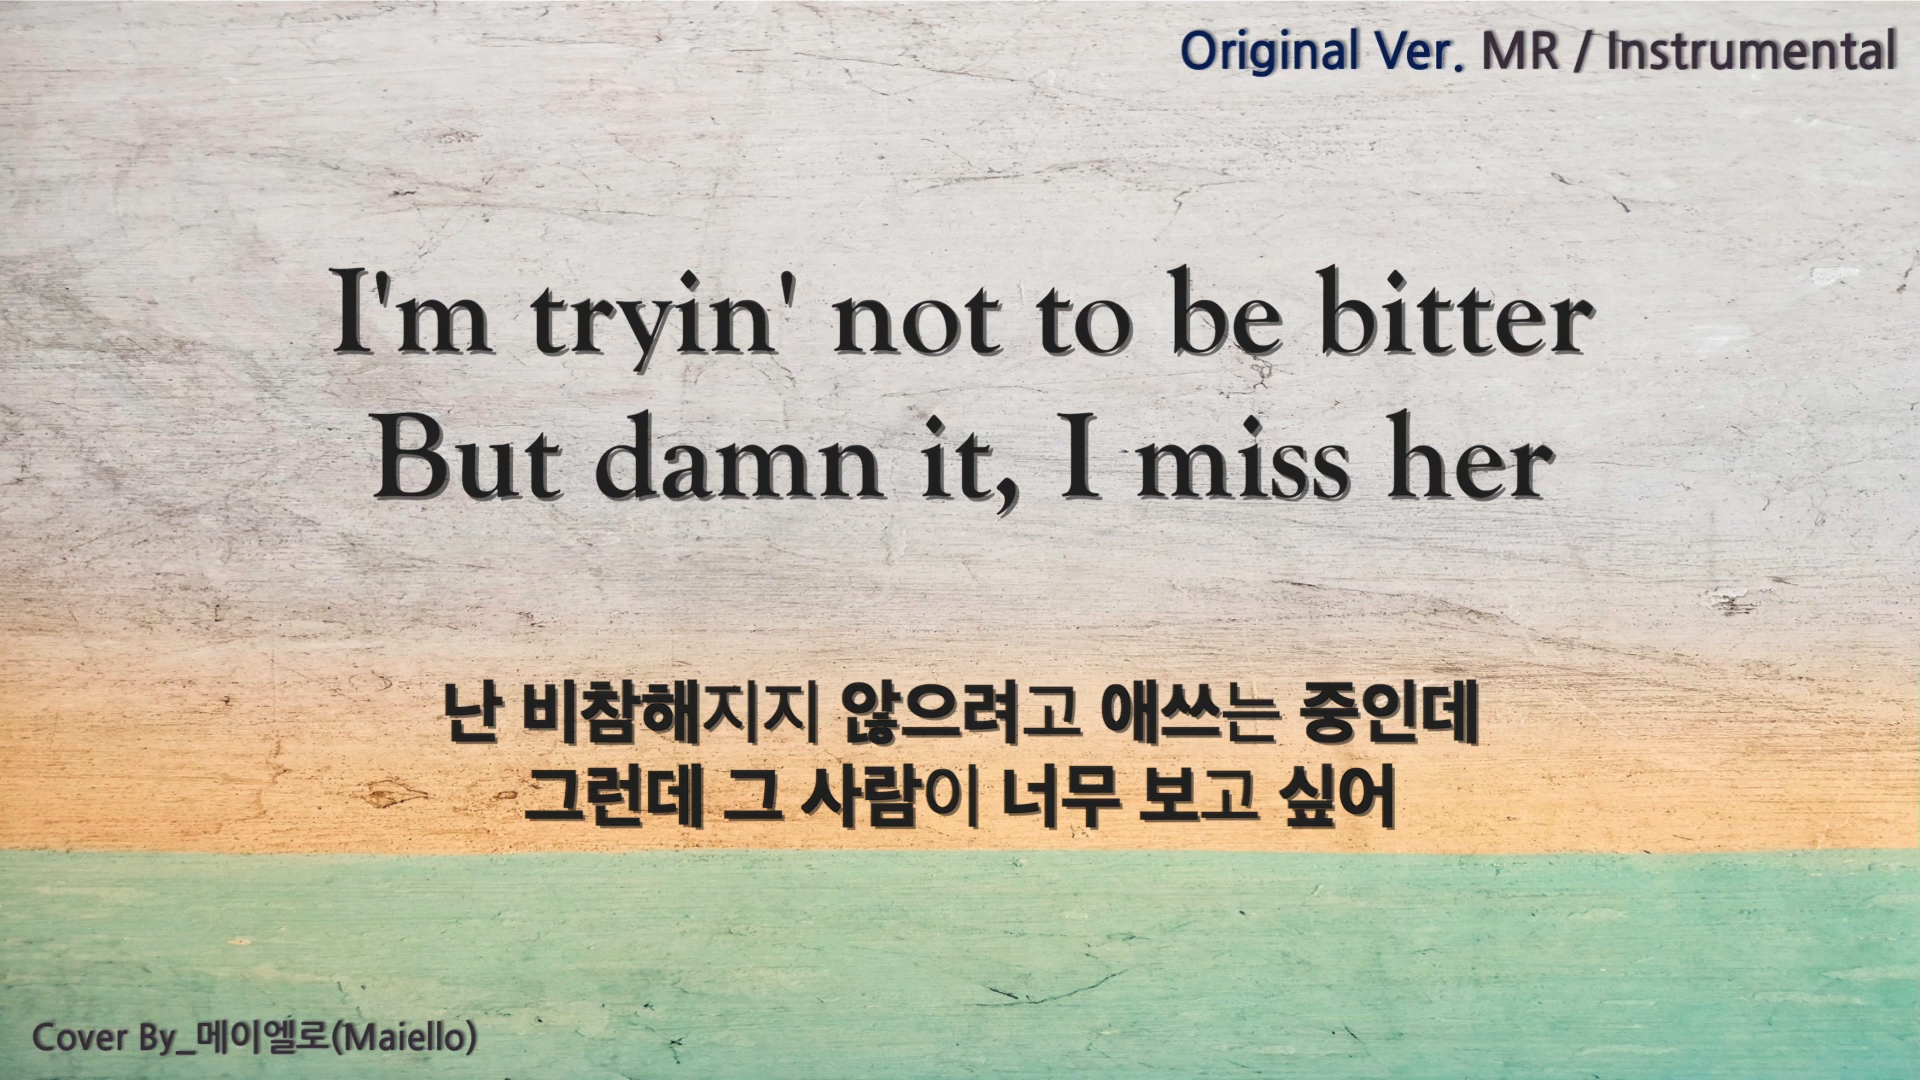 Original Ver. MR / Instrumental
I'm tryin' not to be bitter
But damn it, I miss her
난 비참해지지 않으려고 애쓰는 중인데
그런데 그 사람이 너무 보고 싶어
Cover By_메이엘로(Maiello)